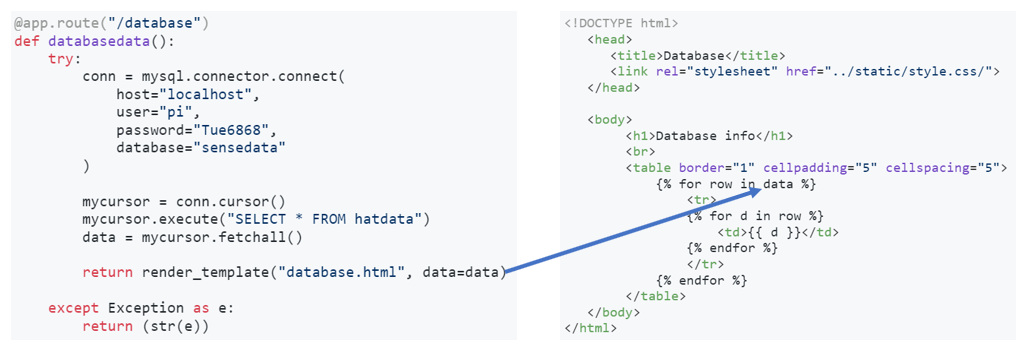 @app.route("/database")
def databasedata():
    try:
        conn = mysql.connector.connect(
            host="localhost",
            user="pi",
            password="Tue6868",
            database="sensedata"
        )

        mycursor = conn.cursor()
        mycursor.execute("SELECT * FROM hatdata")
        data = mycursor.fetchall()

        return render_template("database.html", data=data)

    except Exception as e:
        return (str(e))

<!DOCTYPE html>
    <head>
        <title>Database</title>
        <link rel="stylesheet" href="../static/style.css/">
    </head>

    <body>
        <h1>Database info</h1>
        <br>
        <table border="1" cellpadding="5" cellspacing="5">
            {% for row in data %}
                <tr>
                {% for d in row %}
                    <td>{{ d }}</td>
                {% endfor %}
                </tr>
            {% endfor %}
        </table>
    </body>
</html>